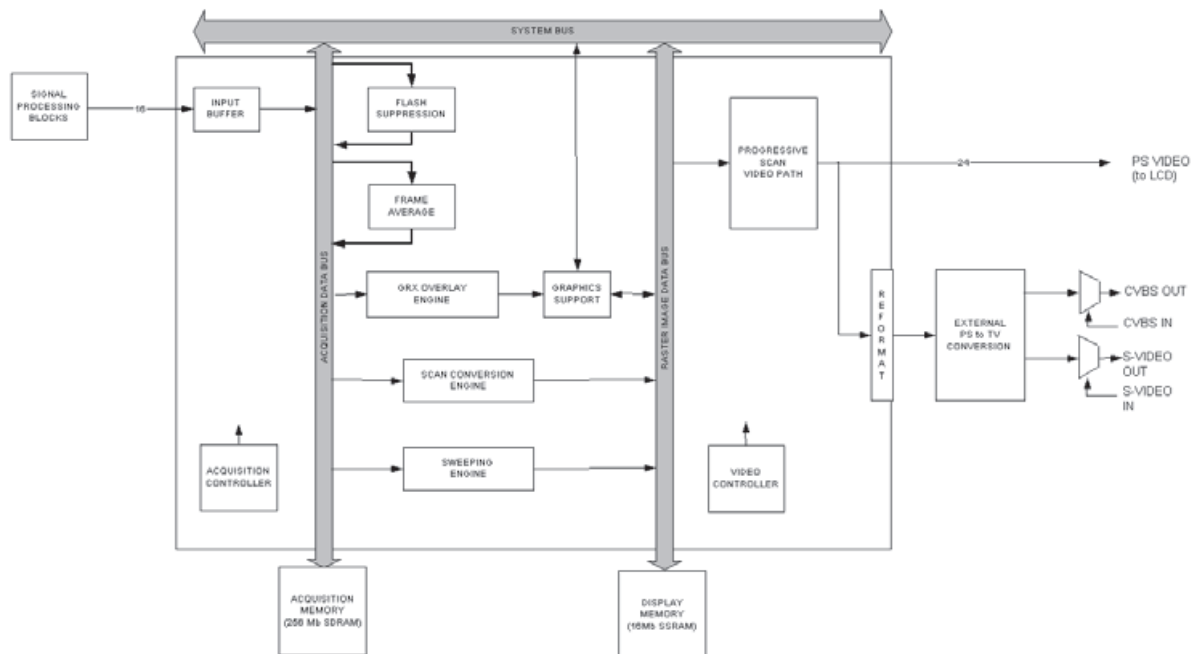 SYSTEM BUS
SIGNAL
PROCESSING
BLOCKS
16
INPUT
BUFFER
FLASH
SUPPRESSION
FRAME
AVERAGE
ACQUISITION DATA BUS
GRX OVERLAY
ENGINE
GRAPHICS
SUPPORT
SCAN CONVERSION
ENGINE
SWEEPING
ENGINE
ACQUISITION
CONTROLLER
RASTER IMAGE DATA BUS
PROGRESSIVE
SCAN
VIDEO PATH
24
PS VIDEO
(to LCD)
REFORMAT
EXTERNAL
PS to TV
CONVERSION
CVBS OUT
CVBS IN
S-VIDEO
OUT
S-VIDEO
IN
VIDEO
CONTROLLER
ACQUISITION
MEMORY
(256 Mb SDRAM)
DISPLAY
MEMORY
(16Mb SSRAM)